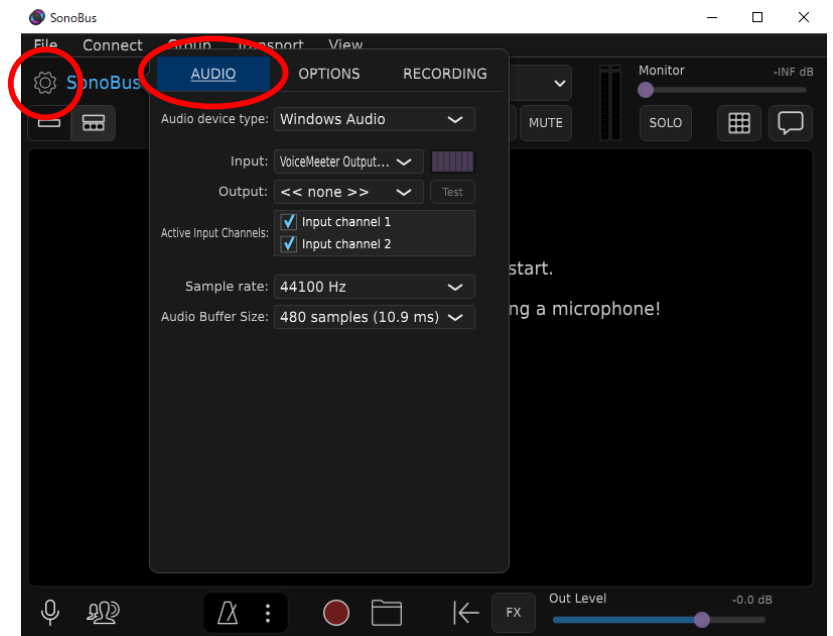 SonoBus
File Connect Group Transport View
SonoBus
AUDIO OPTIONS RECORDING
Monitor -INF dB
Audio device type: Windows Audio
MUTE SOLO
Input: VoiceMeeter Output...
Output: << none >> Test
Active Input Channels:
Input channel 1
Input channel 2
start.
Sample rate: 44100 Hz
ng a microphone!
Audio Buffer Size: 480 samples (10.9 ms)
FX
Out Level -0.0 dB